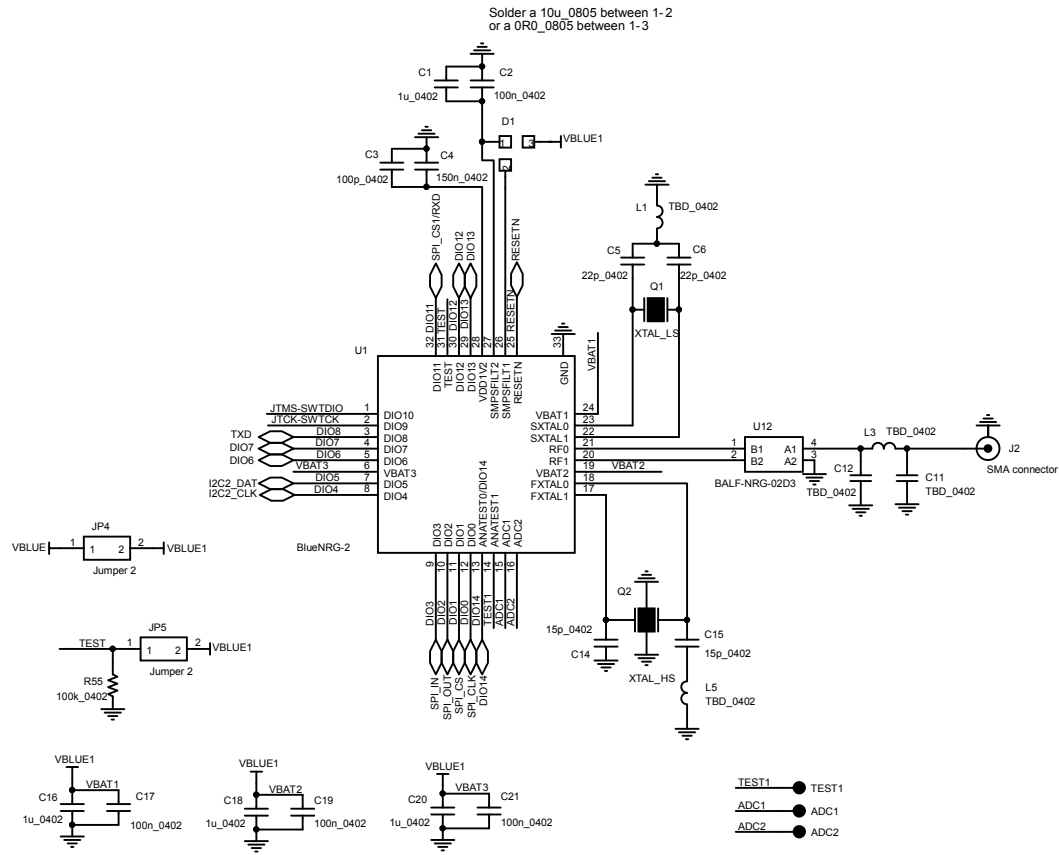 Solder a 10u_0805 between 1-2
or a 0R0_0805 between 1-3
C1
C2
1u_0402
100n_0402
D1
1
3
VBLUE1
2
C3
C4
100p_0402
150n_0402
L1
TBD_0402
C5
C6
22p_0402
22p_0402
Q1
XTAL_LS
SPI_CS1/RXD
DIO12
DIO13
RESETN
DIO11
TEST
DIO12
DIO13
RESETN
32
31
30
29
28
27
26
25
33
VBAT1
U1
DIO11
TEST
DIO12
DIO13
VDD1V2
SMPSFILT2
SMPSFILT1
RESETN
GND
JTMS-SWTDIO 1 DIO10
JTCK-SWTCK 2 DIO9
TXD DIO8 3 DIO8
DIO7 DIO7 4 DIO7
DIO6 DIO6 5 DIO6
VBAT3 6 VBAT3
I2C2_DAT DIO5 7 DIO5
I2C2_CLK DIO4 8 DIO4
VBAT1 24
SXTAL0 23
SXTAL1 22
RF0 21
RF1 20
VBAT2 19 VBAT2
FXTAL0 18
FXTAL1 17
U12
1 B1 A1 4
2 B2 A2 3
BALF-NRG-02D3
L3
TBD_0402
C12
TBD_0402
C11
TBD_0402
J2
SMA connector
BlueNRG-2
DIO3
DIO2
DIO1
DIO0
ANATEST0/DIO14
ANATEST1
ADC1
ADC2
9
10
11
12
13
14
15
16
DIO3
DIO2
DIO1
DIO0
DIO14
TEST1
ADC1
ADC2
SPI_IN
SPI_OUT
SPI_CS
SPI_CLK
DIO14
JP4
VBLUE 1 1 2 2 VBLUE1
Jumper 2
JP5
TEST 1 1 2 2 VBLUE1
Jumper 2
R55
100k_0402
Q2
15p_0402
C14
XTAL_HS
C15
15p_0402
L5
TBD_0402
VBLUE1
VBAT1
C16
C17
1u_0402
100n_0402
VBLUE1
VBAT2
C18
C19
1u_0402
100n_0402
VBLUE1
VBAT3
C20
C21
1u_0402
100n_0402
TEST1 TEST1
ADC1 ADC1
ADC2 ADC2